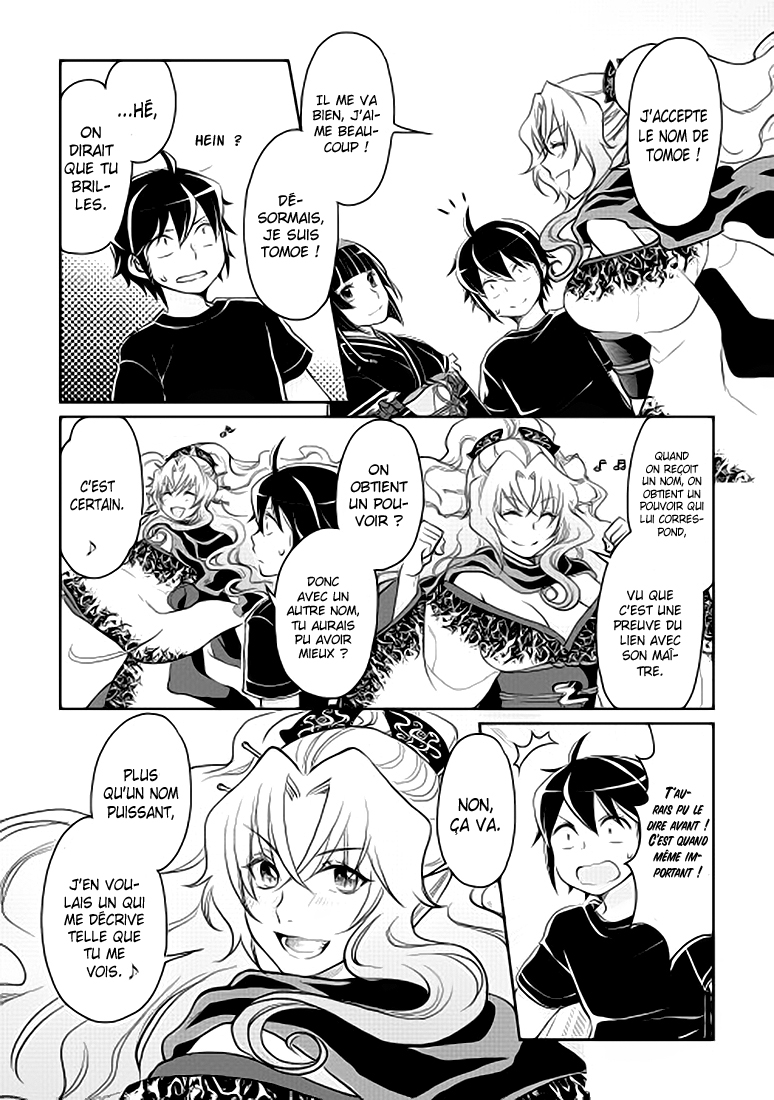 J'ACCEPTE
LE NOM DE
TOMOE !
IL ME VA
BIEN, J'AI-
ME BEAU-
COUP !
DÉ-
SORMAIS,
JE SUIS
TOMOE !
HEIN ?
...HÉ,
ON
DIRAIT
QUE TU
BRIL-
LES.
QUAND
ON REÇOIT
UN NOM, ON
OBTIENT UN
POUVOIR QUI
LUI CORRES-
POND,
VU QUE
C'EST UNE
PREUVE DU
LIEN AVEC
SON MAÎ-
TRE.
ON
OBTIENT
UN POU-
VOIR ?
DONC
AVEC UN
AUTRE NOM,
TU AURAIS
PU AVOIR
MIEUX ?
C'EST
CERTAIN.
♪
T'AU-
RAIS PU LE
DIRE AVANT !
C'EST QUAND
MÊME IM-
PORTANT !
NON,
ÇA VA.
PLUS
QU'UN NOM
PUISSANT,
J'EN VOU-
LAIS UN QUI
ME DÉCRIVE
TELLE QUE
TU ME
VOIS. ♪